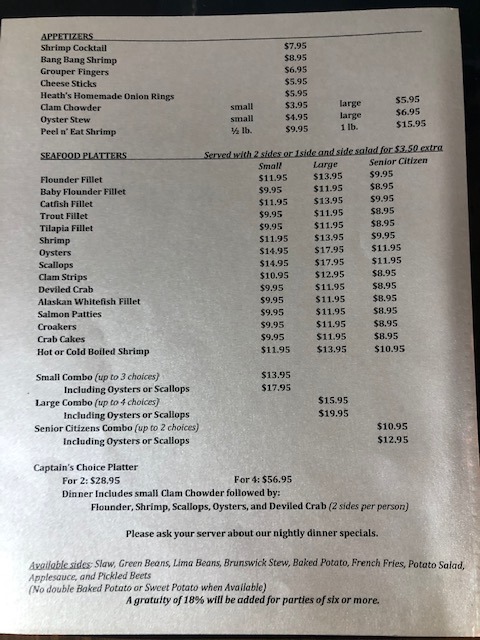 APPETIZERS
Shrimp Cocktail $7.95
Bang Bang Shrimp $8.95
Grouper Fingers $6.95
Cheese Sticks $5.95
Heath's Homemade Onion Rings $5.95
Clam Chowder small $3.95 large $5.95
Oyster Stew small $4.95 large $6.95
Peel n' Eat Shrimp ½ lb. $9.95 1 lb. $15.95
SEAFOOD PLATTERS Served with 2 sides or 1side and side salad for $3.50 extra
Small Large Senior Citizen
Flounder Fillet $11.95 $13.95 $9.95
Baby Flounder Fillet $9.95 $11.95 $8.95
Catfish Fillet $11.95 $13.95 $9.95
Trout Fillet $9.95 $11.95 $8.95
Tilapia Fillet $9.95 $11.95 $8.95
Shrimp $11.95 $13.95 $9.95
Oysters $14.95 $17.95 $11.95
Scallops $14.95 $17.95 $11.95
Clam Strips $10.95 $12.95 $8.95
Deviled Crab $9.95 $11.95 $8.95
Alaskan Whitefish Fillet $9.95 $11.95 $8.95
Salmon Patties $9.95 $11.95 $8.95
Croakers $9.95 $11.95 $8.95
Crab Cakes $9.95 $11.95 $8.95
Hot or Cold Boiled Shrimp $11.95 $13.95 $10.95
Small Combo (up to 3 choices) $13.95
Including Oysters or Scallops $17.95
Large Combo (up to 4 choices) $15.95
Including Oysters or Scallops $19.95
Senior Citizens Combo (up to 2 choices) $10.95
Including Oysters or Scallops $12.95
Captain's Choice Platter
For 2: $28.95 For 4: $56.95
Dinner Includes small Clam Chowder followed by:
Flounder, Shrimp, Scallops, Oysters, and Deviled Crab (2 sides per person)
Please ask your server about our nightly dinner specials.
Available sides: Slaw, Green Beans, Lima Beans, Brunswick Stew, Baked Potato, French Fries, Potato Salad,
Applesauce, and Pickled Beets
(No double Baked Potato or Sweet Potato when Available)
A gratuity of 18% will be added for parties of six or more.